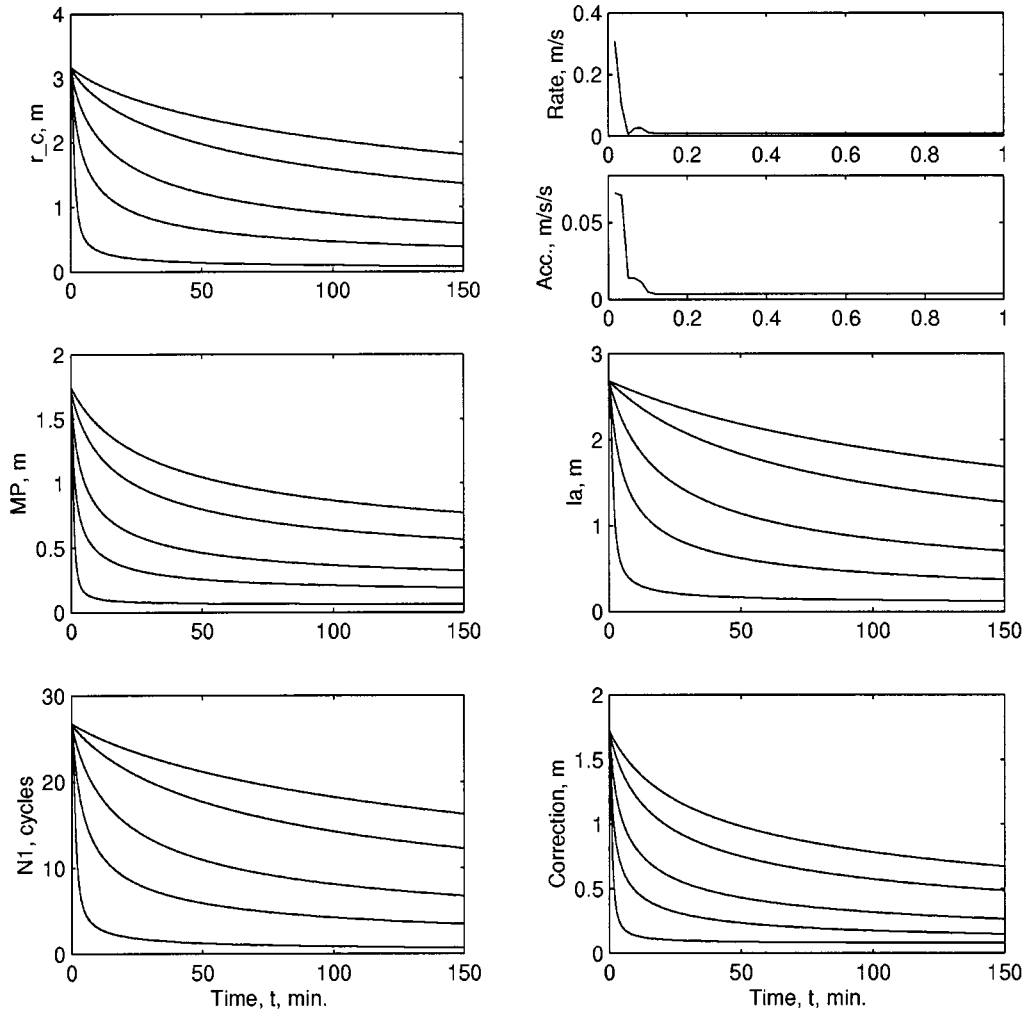 4
3
2
1
0
r_c, m
0 50 100 150
0.4
0.2
0
Rate, m/s
0 0.2 0.4 0.6 0.8 1
0.05
0
Acc., m/s/s
0 0.2 0.4 0.6 0.8 1
2
1.5
1
0.5
0
MP, m
0 50 100 150
3
2
1
0
Ia, m
0 50 100 150
30
20
10
0
N1, cycles
0 50 100 150
Time, t, min.
2
1.5
1
0.5
0
Correction, m
0 50 100 150
Time, t, min.